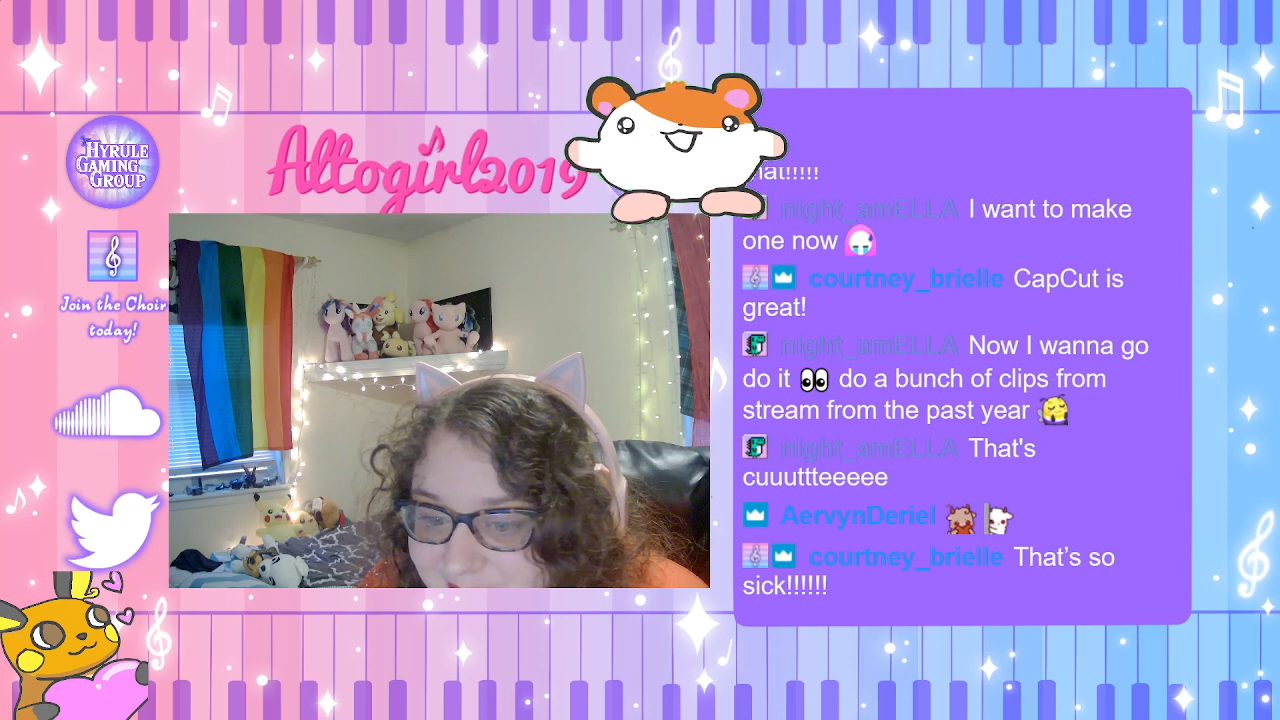 HYRULE
GAMING
GROUP
Altogirl2019
Join the Choir
today!
hat!!!!!
night_amELLA I want to make
one now
courtney_brielle CapCut is
great!
night_amELLA Now I wanna go
do it do a bunch of clips from
stream from the past year
night_amELLA That's
cuuuttteeeee
AervynDeriel
courtney_brielle That’s so
sick!!!!!!